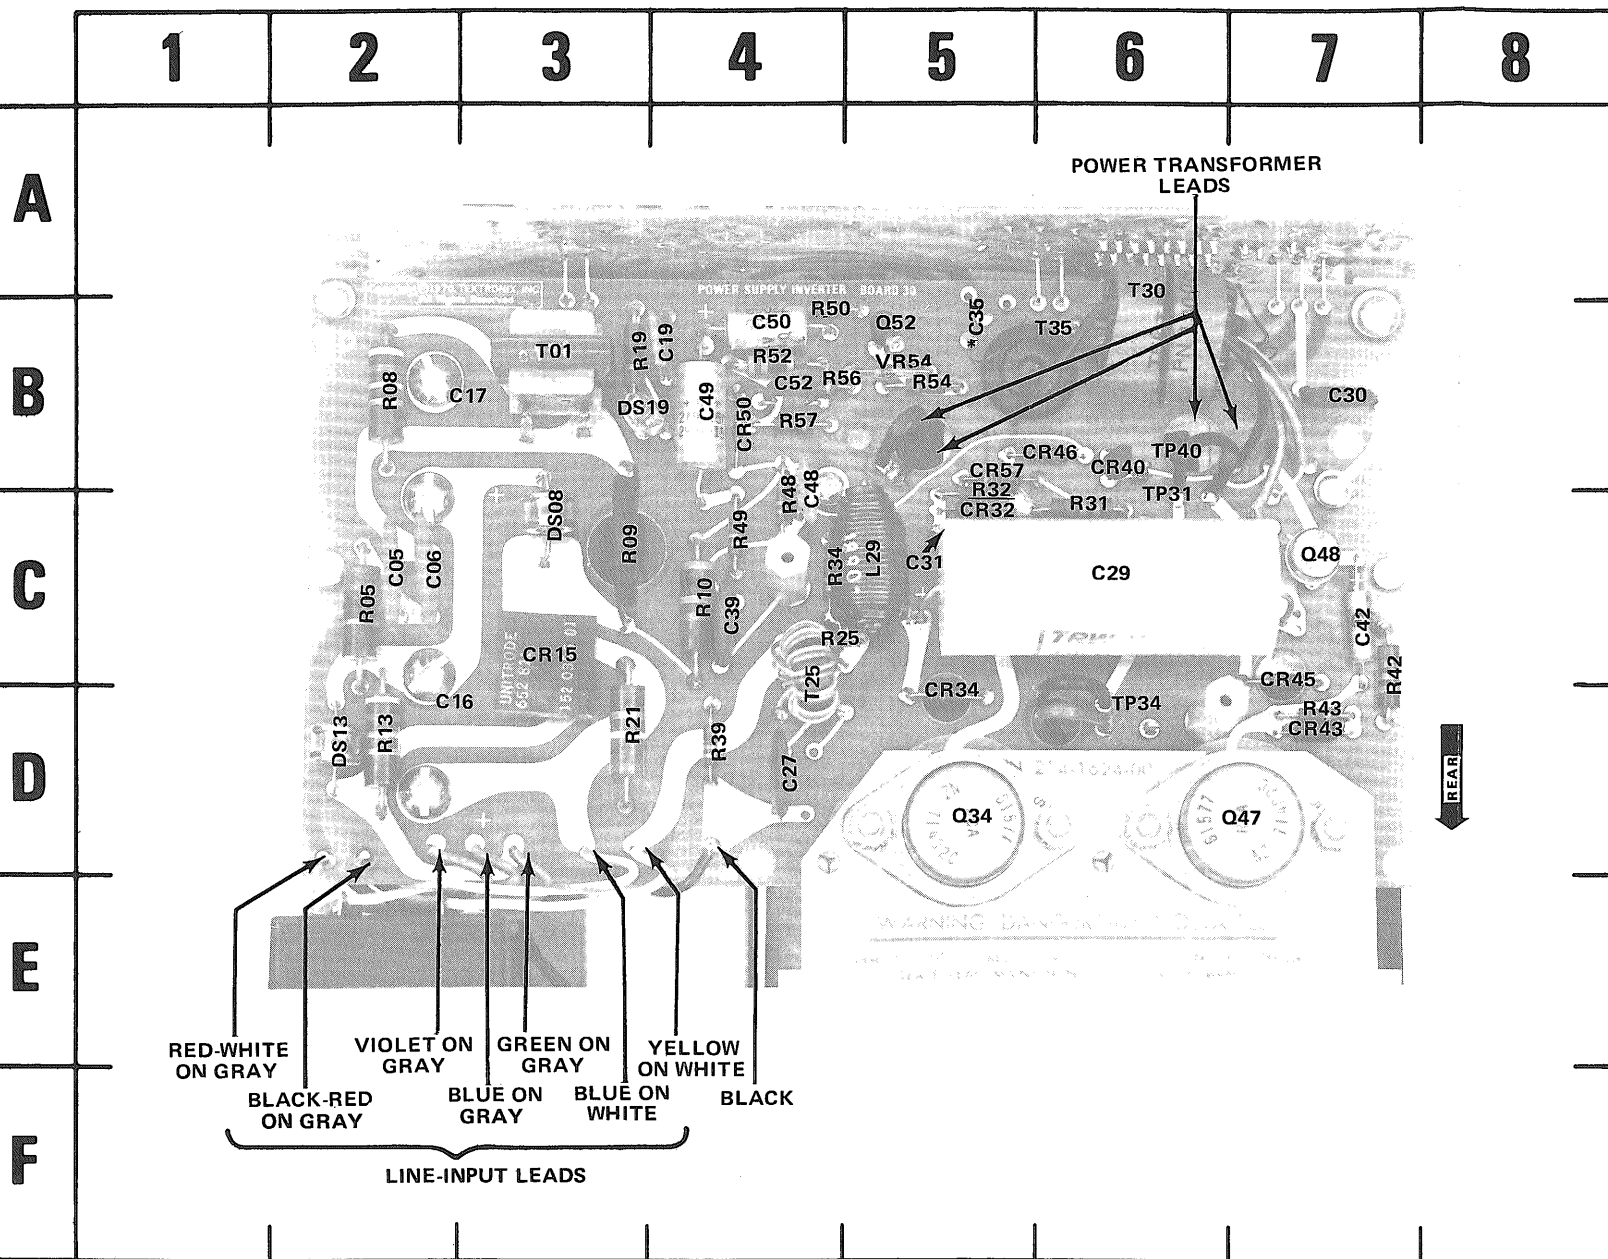 1 2 3 4 5 6 7 8
A
POWER TRANSFORMER
LEADS
TEKTRONIX INC
POWER SUPPLY INVERTER BOARD
T30
B
T01
R19
C19
C50
R50
Q52
*C35
T35
R08
C17
DS19
C49
R52
C52
R56
VR54
R54
CR50
R57
C30
CR46
TP40
CR57
CR40
R32
CR32
R31
TP31
C
DS08
R09
R49
R48
C48
C05
C06
R05
R10
C39
R34
L29
C31
C29
Q48
C42
R25
CR15
UNITRODE
T25
C16
CR34
TP34
CR45
R42
R43
CR43
D
DS13
R13
R21
R39
C27
Q34
Q47
61577
REAR
E
WARNING
RED-WHITE
ON GRAY
BLACK-RED
ON GRAY
VIOLET ON
GRAY
BLUE ON
GRAY
GREEN ON
GRAY
BLUE ON
WHITE
YELLOW
ON WHITE
BLACK
F
LINE-INPUT LEADS